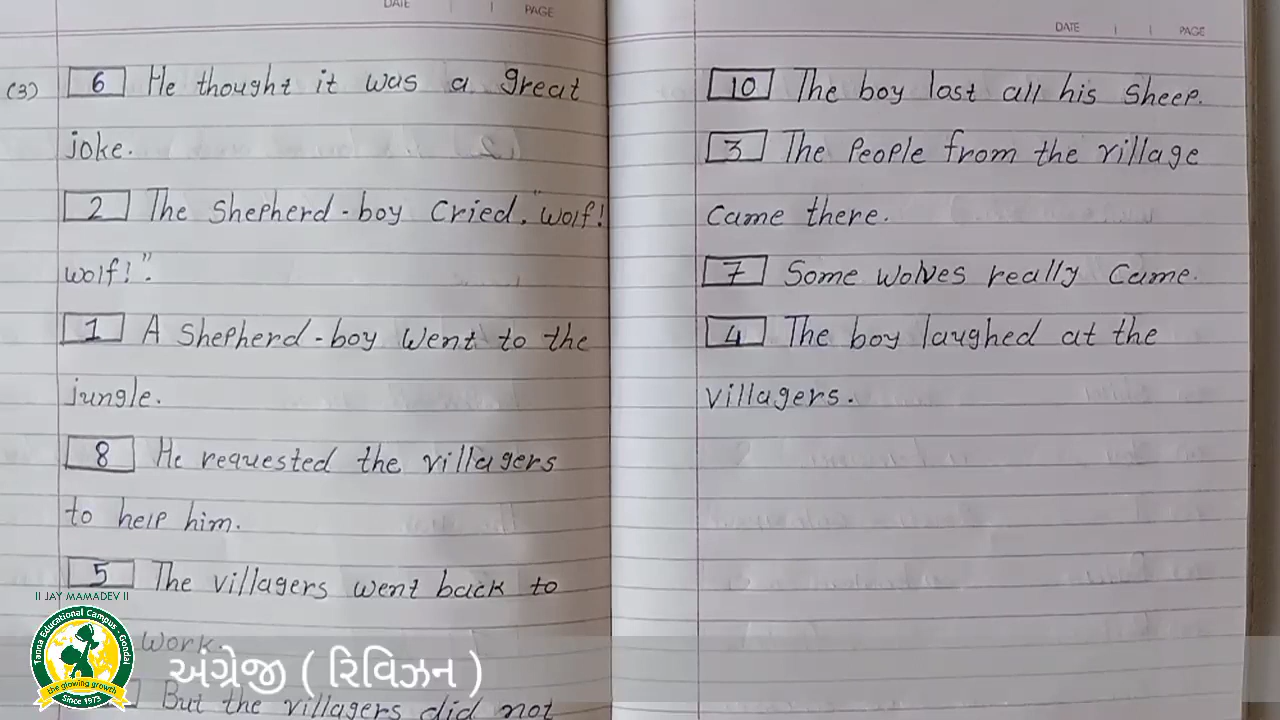 DATE PAGE
(3) 6 He thought it was a great
joke.
2 The Shepherd-boy Cried, "wolf!
wolf!".
1 A Shepherd-boy Went to the
jungle.
8 He requested the villagers
to help him.
5 The villagers went back to
work.
But the villagers did not
DATE PAGE
10 The boy last all his sheep.
3 The People from the village
Came there.
7 Some wolves really Came.
4 The boy laughed at the
villagers.
II JAY MAMADEV II
Tanna Educational Campus - Gondal
the glowing growth
Since 1973
અંગ્રેજી ( રિવિઝન )